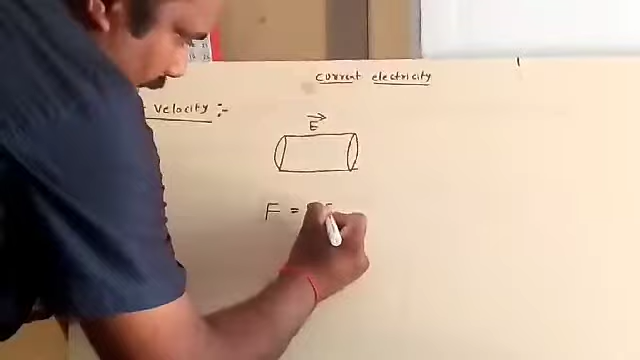 current electricity
Velocity :-
E
F =